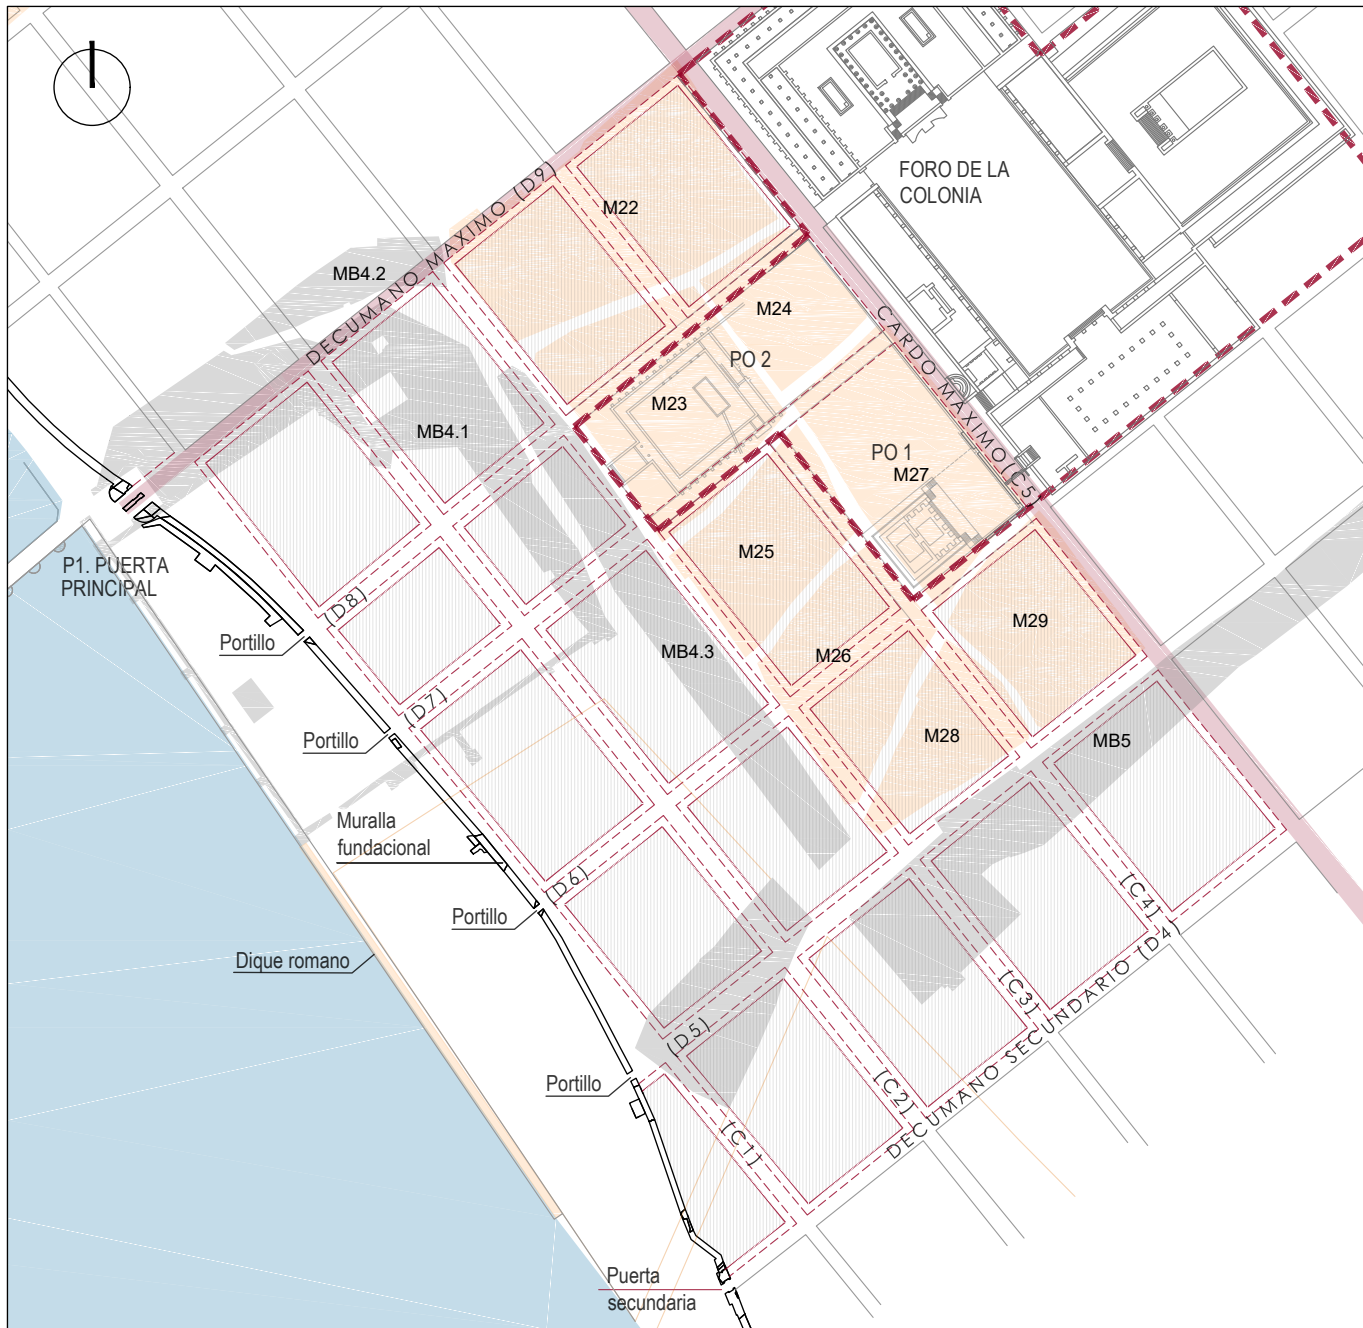 FORO DE LA
COLONIA
M22
DECUMANO MAXIMO (D9)
MB4.2
M24
CARDO MAXIMO (C5)
PO 2
M23
MB4.1
PO 1
M27
M25
P1. PUERTA
PRINCIPAL
(D8)
M29
Portillo
MB4.3
M26
(D7)
Portillo
M28
MB5
Muralla
fundacional
(D6)
Portillo
(C4)
Dique romano
(C3)
DECUMANO SECUNDARIO (D4)
(D5)
Portillo
(C2)
(C1)
Puerta
secundaria